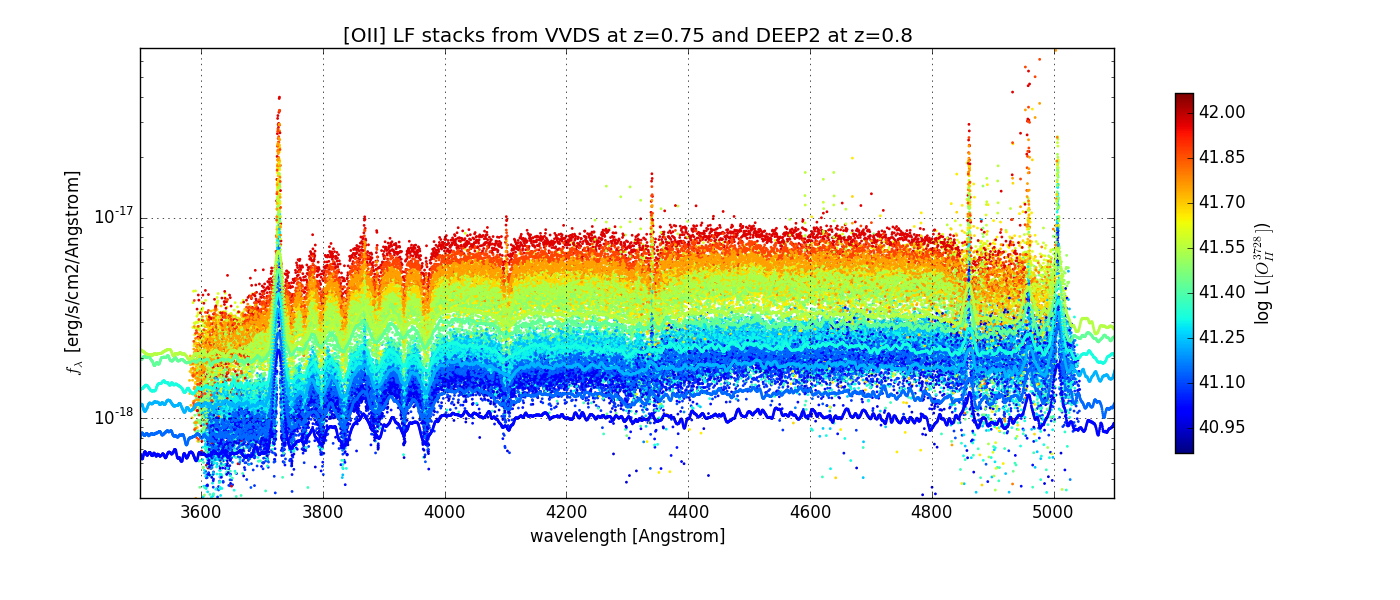 [OII] LF stacks from VVDS at z=0.75 and DEEP2 at z=0.8
f_λ [erg/s/cm2/Angstrom]
10^-17
10^-18
3600 3800 4000 4200 4400 4600 4800 5000
wavelength [Angstrom]
42.00
41.85
41.70
41.55
41.40
41.25
41.10
40.95
log L([O_II^3728])